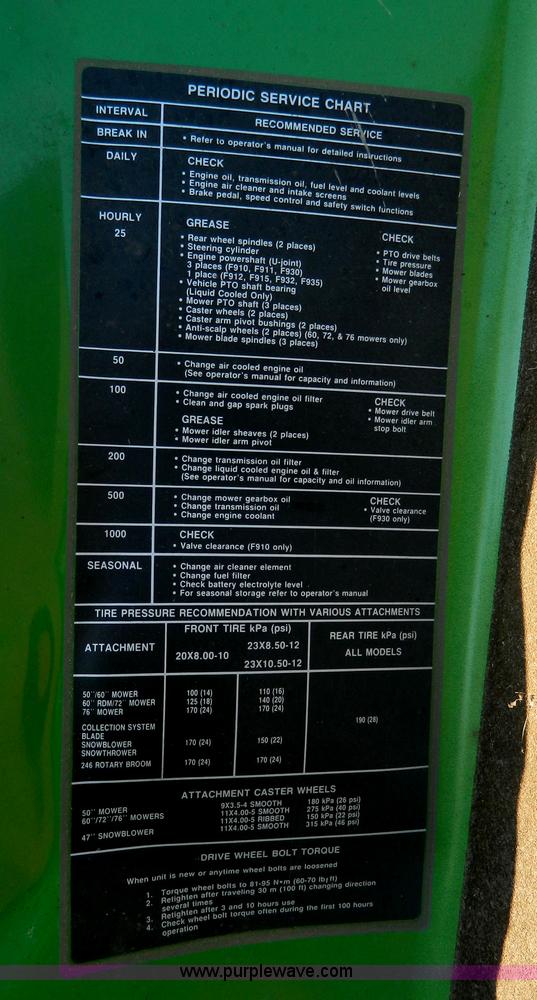 PERIODIC SERVICE CHART
INTERVAL RECOMMENDED SERVICE
BREAK IN • Refer to operator's manual for detailed instructions
DAILY CHECK
• Engine oil, transmission oil, fuel level and coolant levels
• Engine air cleaner and intake screens
• Brake pedal, speed control and safety switch functions
HOURLY
25
GREASE
• Rear wheel spindles (2 places)
• Steering cylinder
• Engine powershaft (U-joint)
3 places (F910, F911, F930)
1 place (F912, F915, F932, F935)
• Vehicle PTO shaft bearing
(Liquid Cooled Only)
• Mower PTO shaft (3 places)
• Caster wheels (2 places)
• Caster arm pivot bushings (2 places)
• Anti-scalp wheels (2 places) (60, 72, & 76 mowers only)
• Mower blade spindles (3 places)
CHECK
• PTO drive belts
• Tire pressure
• Mower blades
• Mower gearbox
oil level
50 • Change air cooled engine oil
(See operator's manual for capacity and information)
100 • Change air cooled engine oil filter
• Clean and gap spark plugs
GREASE
• Mower idler sheaves (2 places)
• Mower idler arm pivot
CHECK
• Mower drive belt
• Mower idler arm
stop bolt
200 • Change transmission oil filter
• Change liquid cooled engine oil & filter
(See operator's manual for capacity and oil information)
500 • Change mower gearbox oil
• Change transmission oil
• Change engine coolant
CHECK
• Valve clearance
(F930 only)
1000 CHECK
• Valve clearance (F910 only)
SEASONAL • Change air cleaner element
• Change fuel filter
• Check battery electrolyte level
• For seasonal storage refer to operator's manual
TIRE PRESSURE RECOMMENDATION WITH VARIOUS ATTACHMENTS
ATTACHMENT FRONT TIRE kPa (psi) REAR TIRE kPa (psi)
20X8.00-10 23X8.50-12 ALL MODELS
23X10.50-12
50''/60'' MOWER 100 (14) 110 (16)
60'' RDM/72'' MOWER 125 (18) 140 (20)
76'' MOWER 170 (24) 170 (24)
190 (28)
COLLECTION SYSTEM
BLADE
SNOWBLOWER 170 (24) 150 (22)
SNOWTHROWER
246 ROTARY BROOM 170 (24) 170 (24)
ATTACHMENT CASTER WHEELS
50'' MOWER 9X3.5-4 SMOOTH 180 kPa (26 psi)
60''/72''/76'' MOWERS 11X4.00-5 SMOOTH 275 kPa (40 psi)
11X4.00-5 RIBBED 150 kPa (22 psi)
47'' SNOWBLOWER 11X4.00-5 SMOOTH 315 kPa (46 psi)
DRIVE WHEEL BOLT TORQUE
When unit is new or anytime wheel bolts are loosened
1. Torque wheel bolts to 81-95 N•m (60-70 lb ft)
2. Retighten after traveling 30 m (100 ft) changing direction
several times
3. Retighten after 3 and 10 hours use
4. Check wheel bolt torque often during the first 100 hours
operation
www.purplewave.com